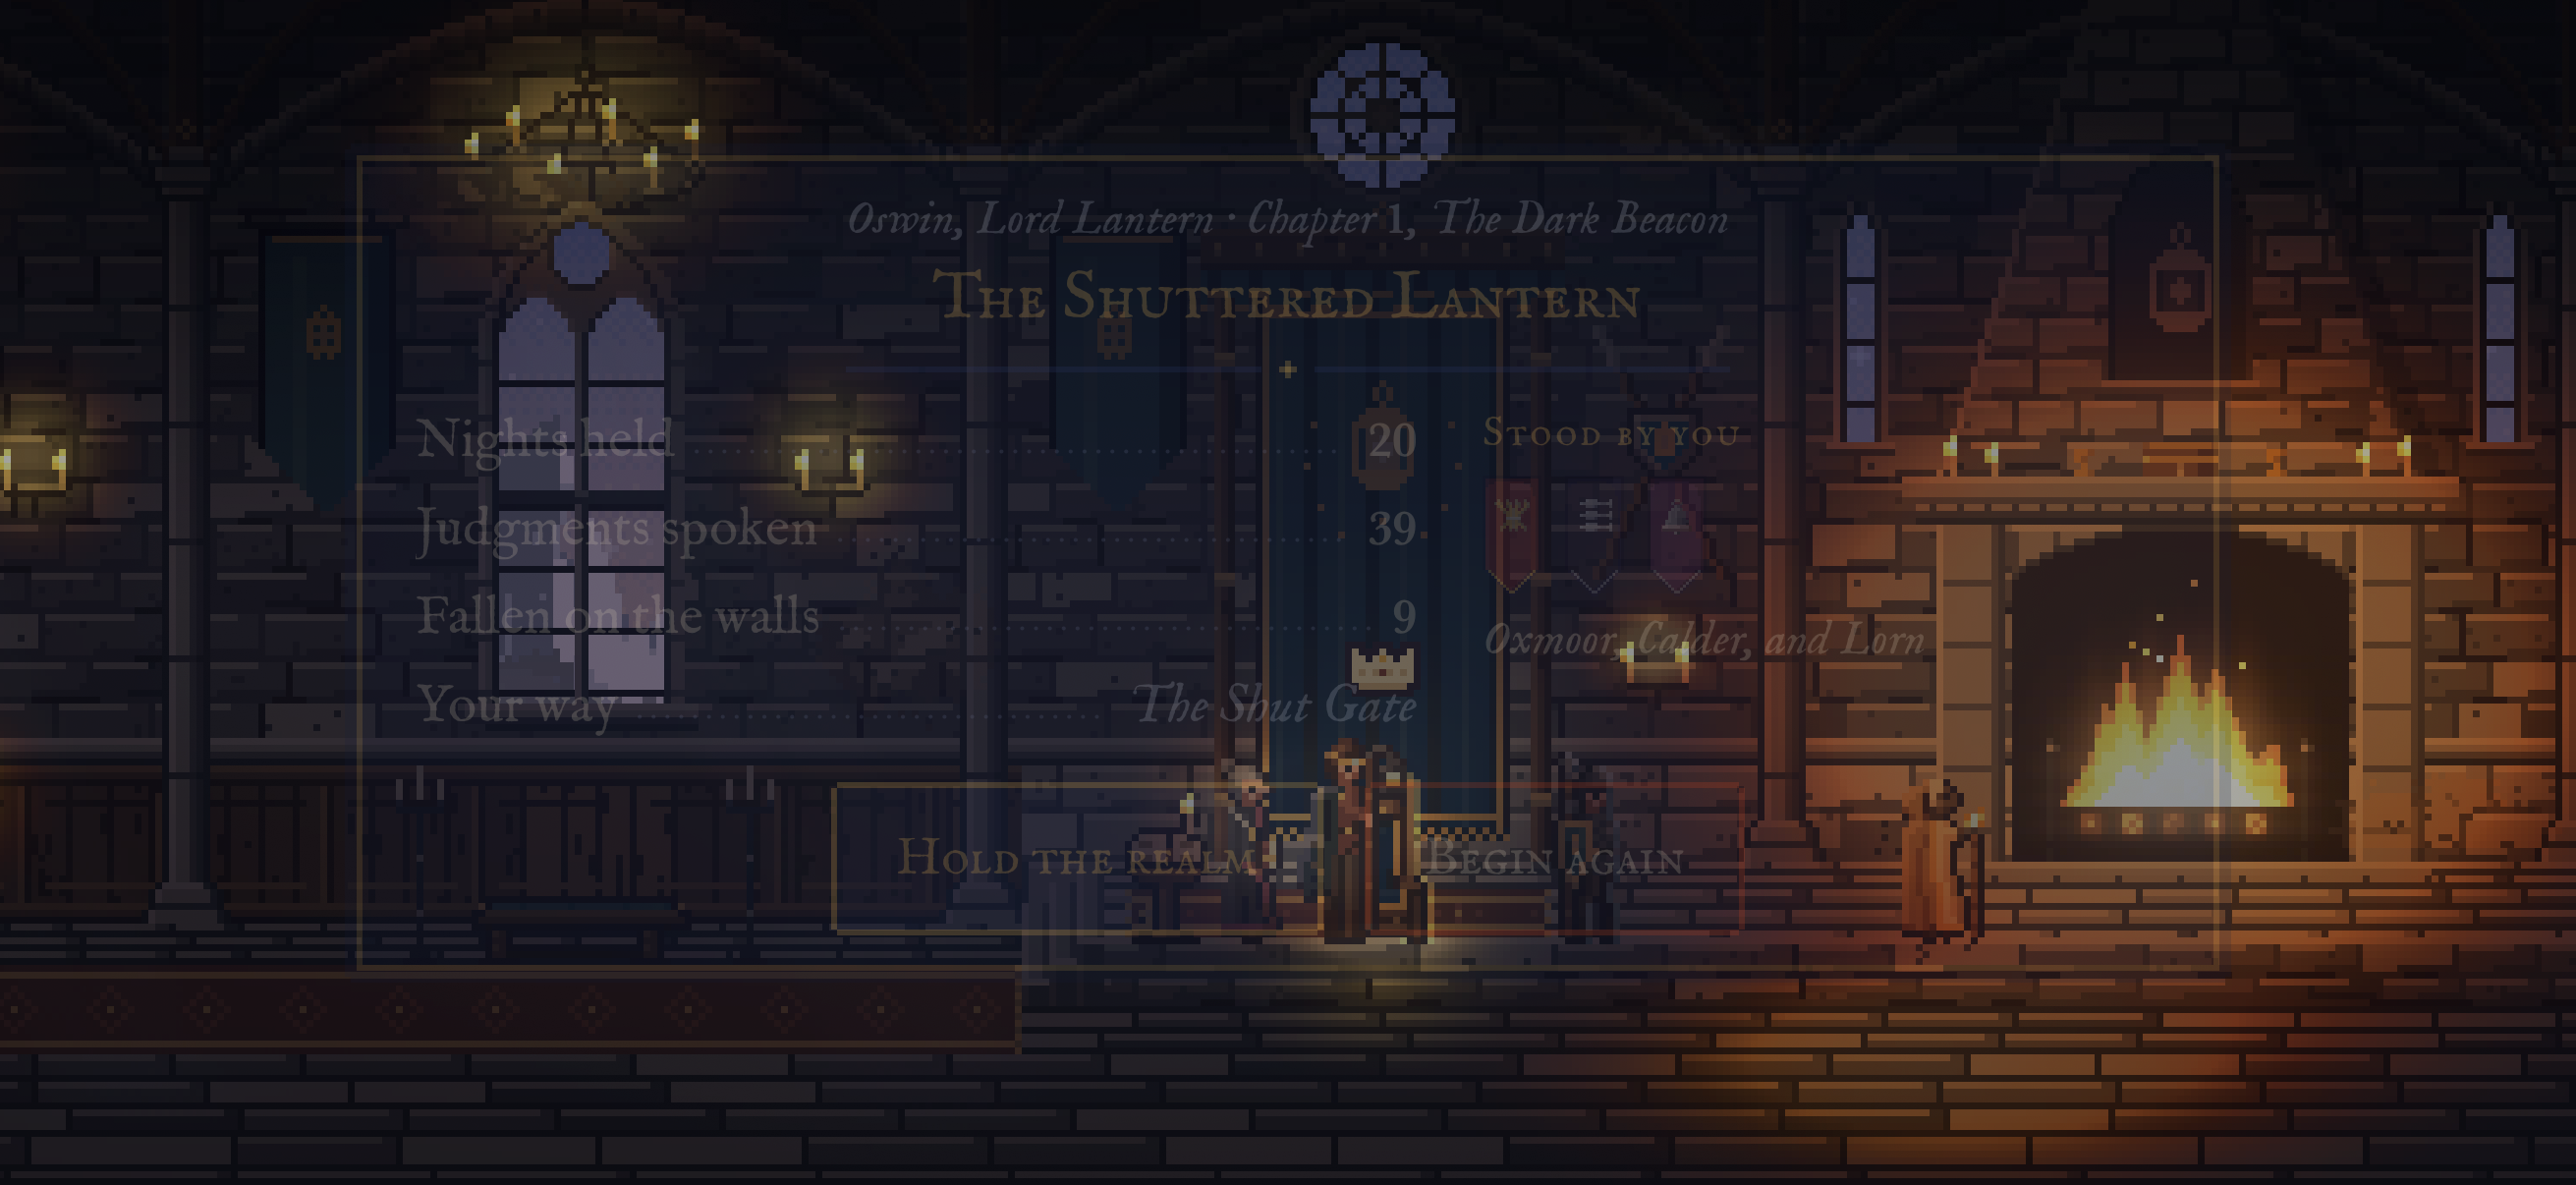 Oswin, Lord Lantern · Chapter 1, The Dark Beacon
The Shuttered Lantern
Nights held 20
Judgments spoken 39
Fallen on the walls 9
Your way The Shut Gate
Stood by you
Oxmoor, Calder, and Lorn
Hold the realm
Begin again